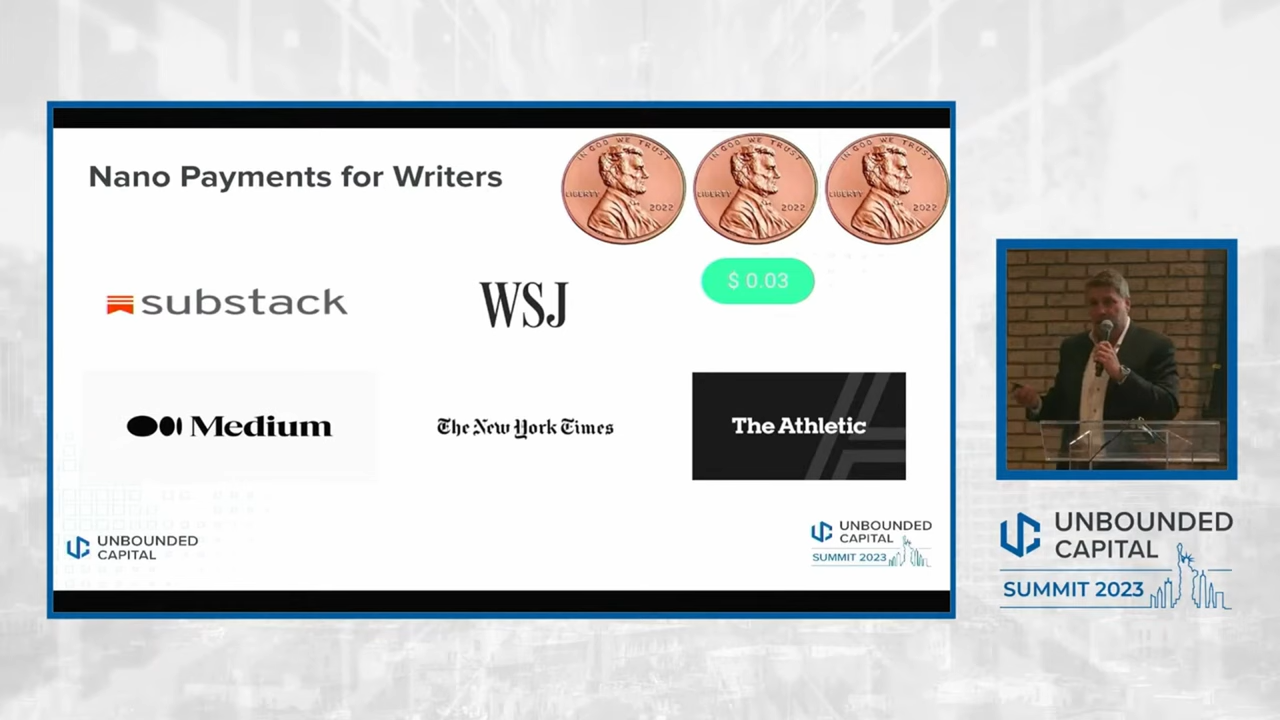 Nano Payments for Writers
IN GOD WE TRUST
LIBERTY
2022
IN GOD WE TRUST
LIBERTY
2022
IN GOD WE TRUST
LIBERTY
2022
$ 0.03
substack
WSJ
Medium
The New York Times
The Athletic
UNBOUNDED
CAPITAL
UNBOUNDED
CAPITAL
SUMMIT 2023
UNBOUNDED
CAPITAL
SUMMIT 2023